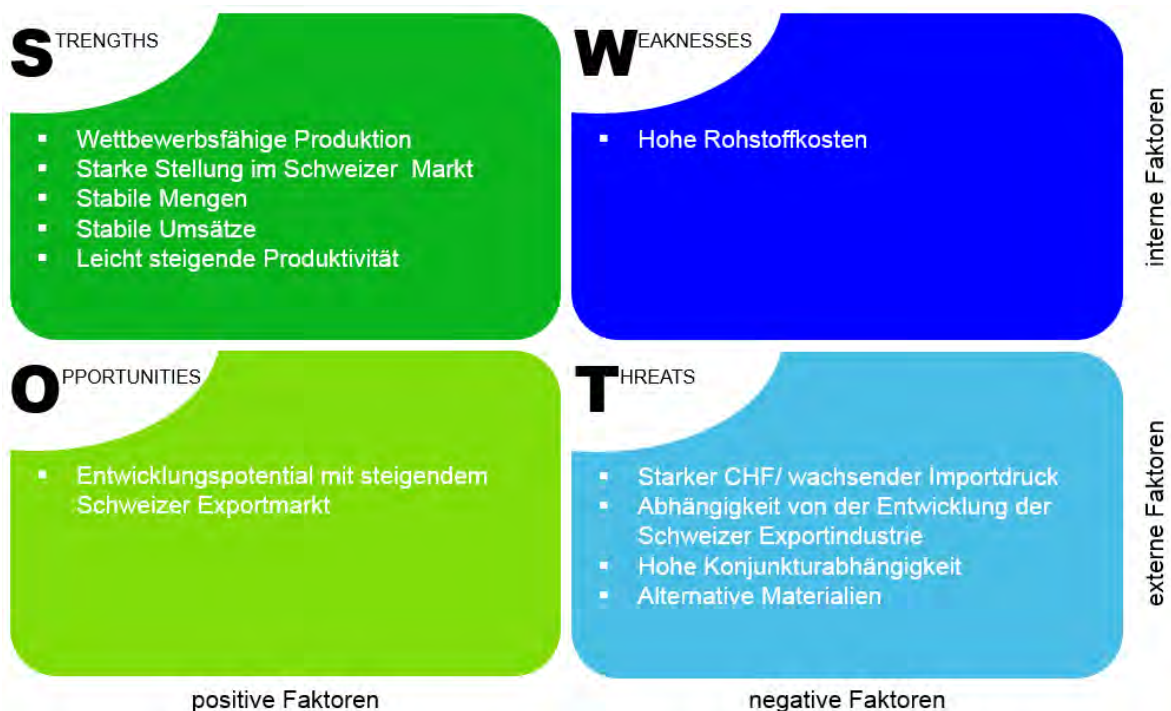 STRENGTHS
▪ Wettbewerbsfähige Produktion
▪ Starke Stellung im Schweizer Markt
▪ Stabile Mengen
▪ Stabile Umsätze
▪ Leicht steigende Produktivität
WEAKNESSES
▪ Hohe Rohstoffkosten
interne Faktoren
OPPORTUNITIES
▪ Entwicklungspotential mit steigendem
Schweizer Exportmarkt
THREATS
▪ Starker CHF/ wachsender Importdruck
▪ Abhängigkeit von der Entwicklung der
Schweizer Exportindustrie
▪ Hohe Konjunkturabhängigkeit
▪ Alternative Materialien
externe Faktoren
positive Faktoren
negative Faktoren